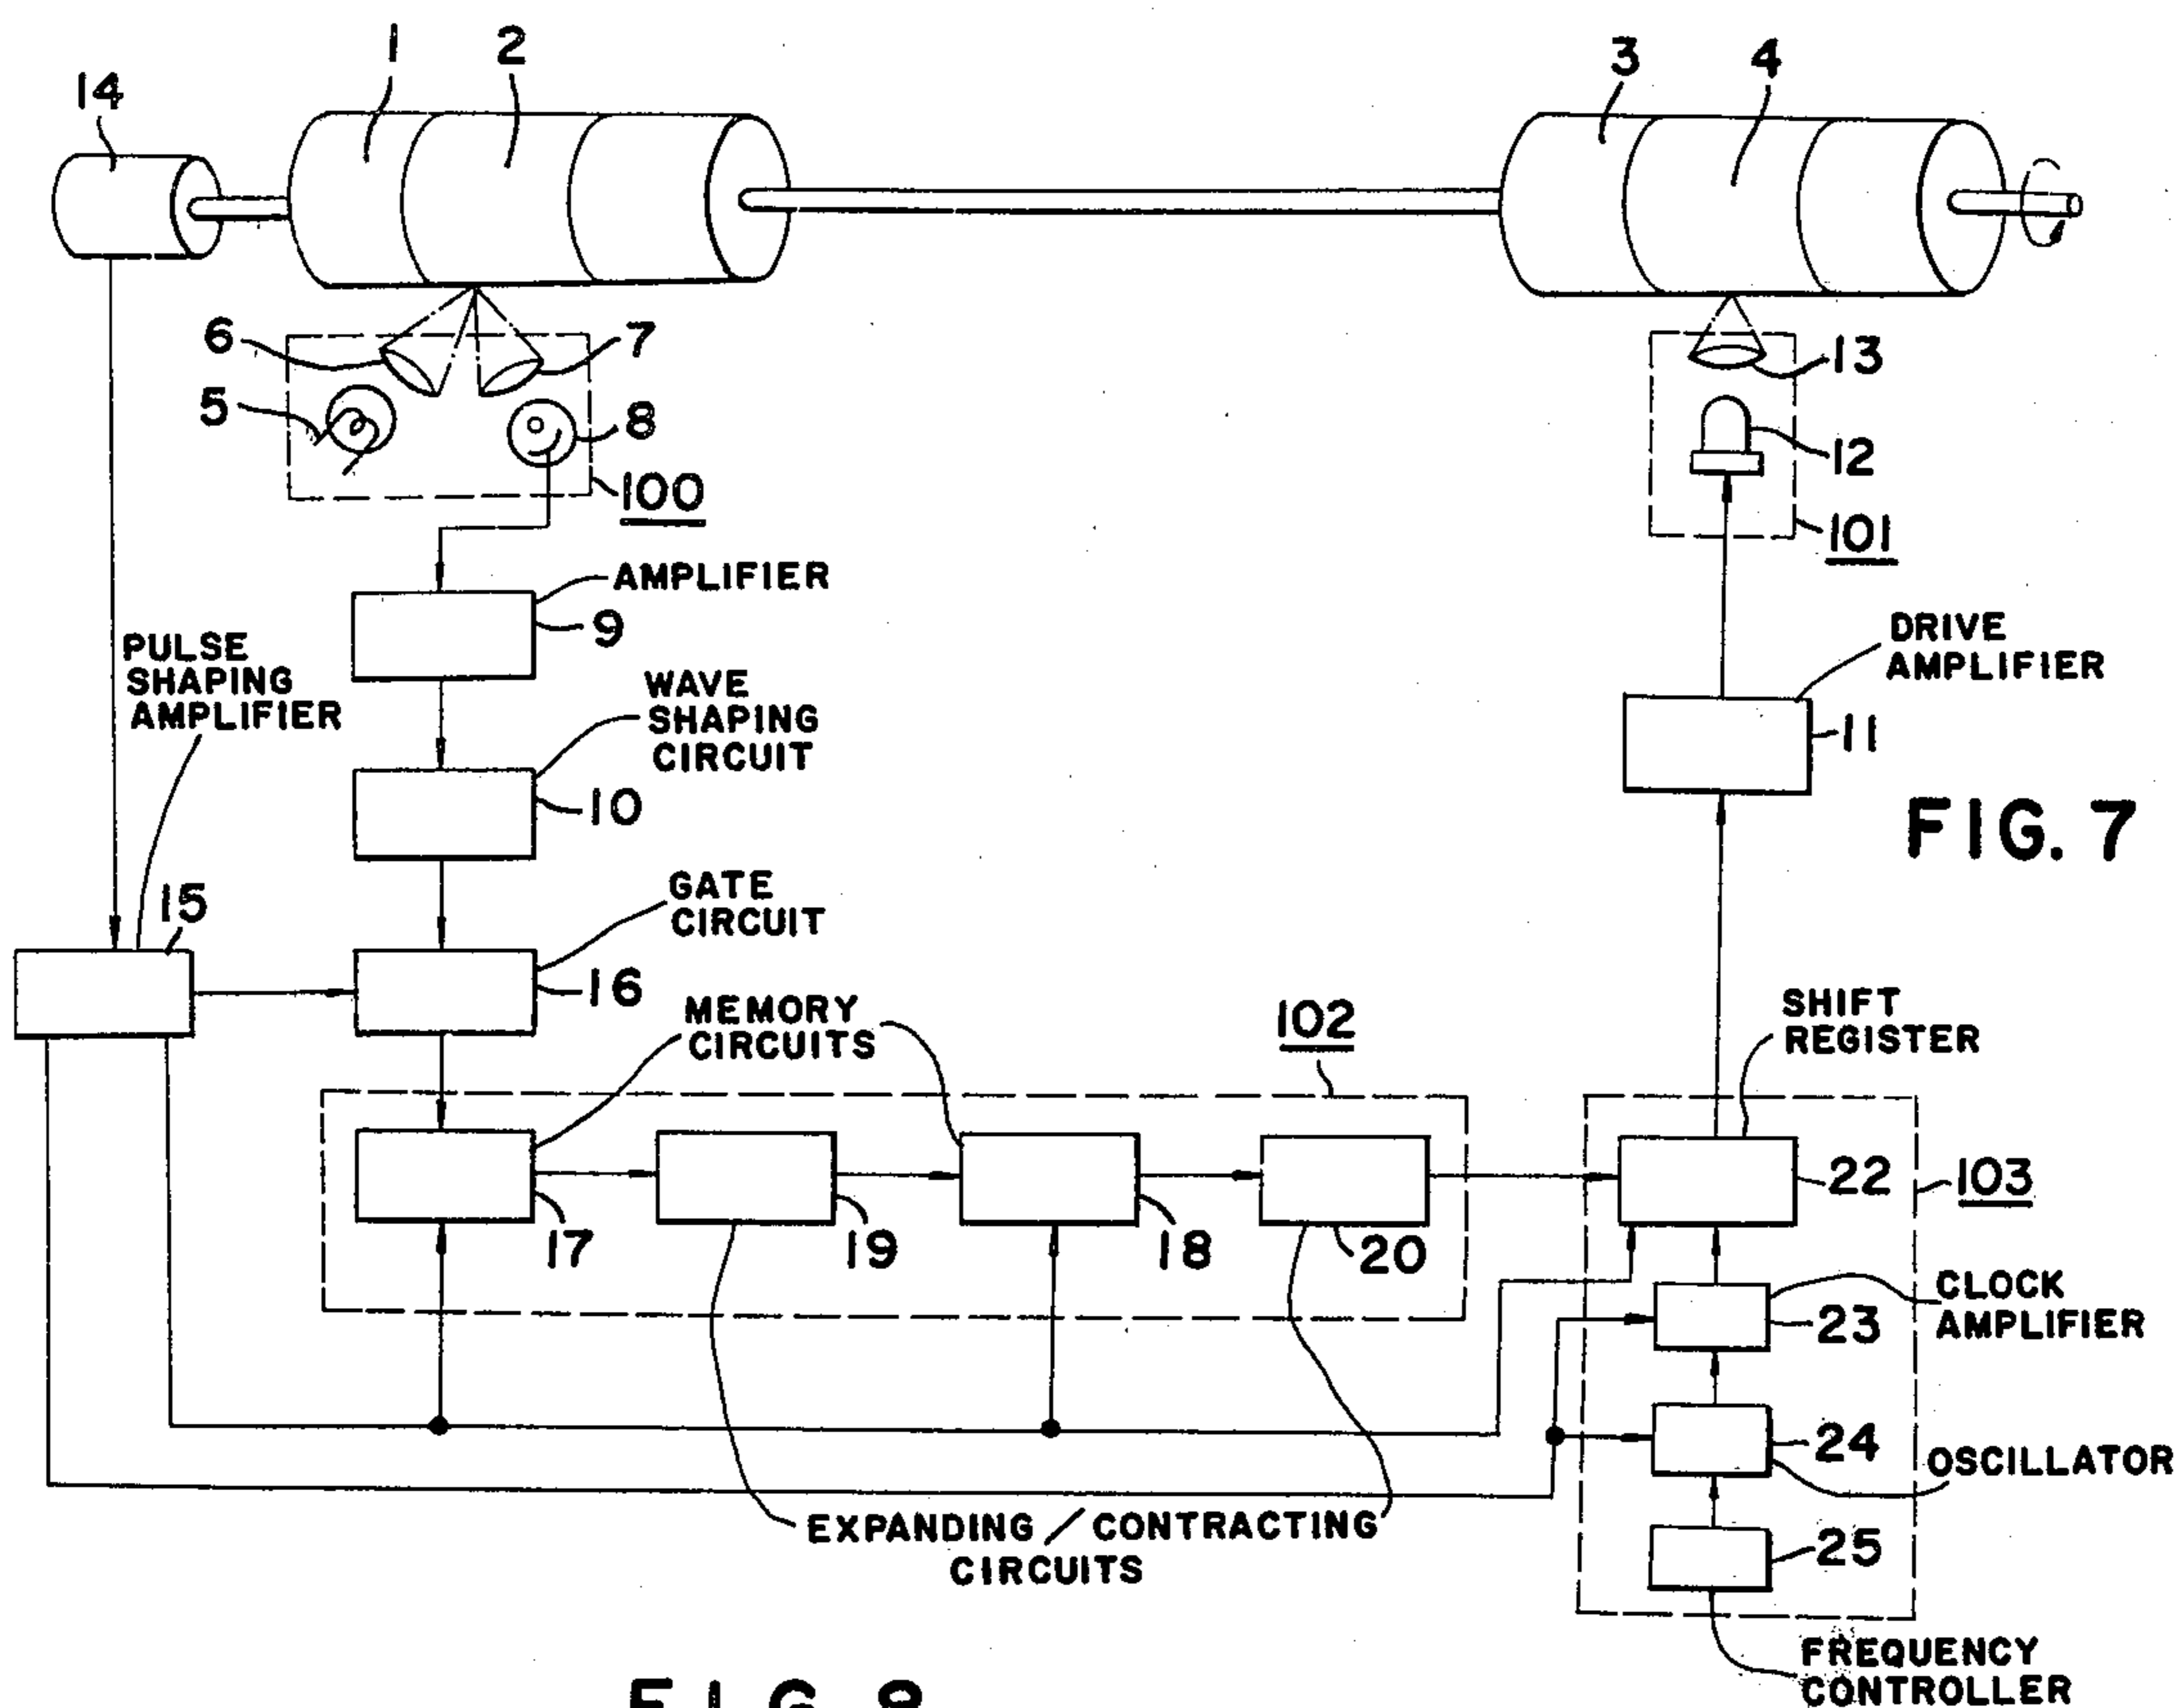 1
2
3
4
14
6
7
5
8
13
12
100
101
AMPLIFIER
9
PULSE
SHAPING
AMPLIFIER
WAVE
SHAPING
CIRCUIT
10
DRIVE
AMPLIFIER
11
FIG. 7
15
GATE
CIRCUIT
16
MEMORY
CIRCUITS
102
SHIFT
REGISTER
17
19
18
20
22
103
CLOCK
AMPLIFIER
23
24
OSCILLATOR
EXPANDING / CONTRACTING
CIRCUITS
25
FREQUENCY
CONTROLLER
FIG. 8